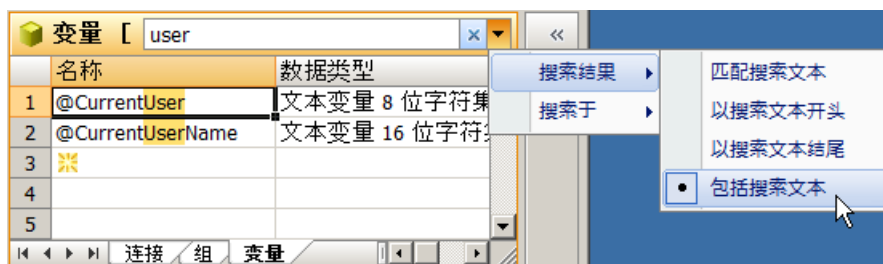 变量 [ user
名称 数据类型
1 @CurrentUser 文本变量 8 位字符集
2 @CurrentUserName 文本变量 16 位字符
3
4
5
连接 组 变量
搜索结果
搜索于
匹配搜索文本
以搜索文本开头
以搜索文本结尾
包括搜索文本